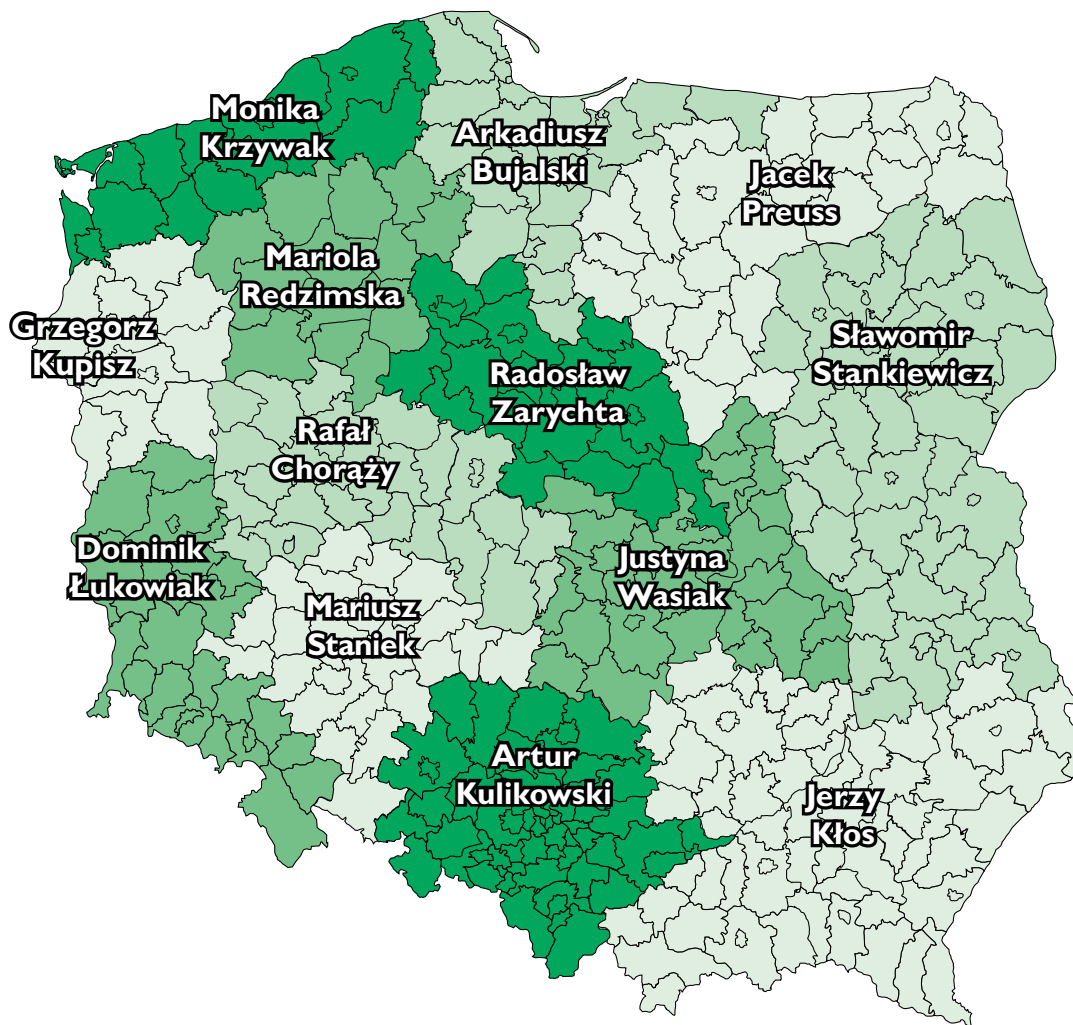 Monika
Krzywak
Arkadiusz
Bujalski
Jacek
Preuss
Mariola
Redzimska
Grzegorz
Kupisz
Sławomir
Stankiewicz
Radosław
Zarychta
Rafał
Chorąży
Dominik
Łukowiak
Justyna
Wasiak
Mariusz
Staniek
Artur
Kulikowski
Jerzy
Kłos